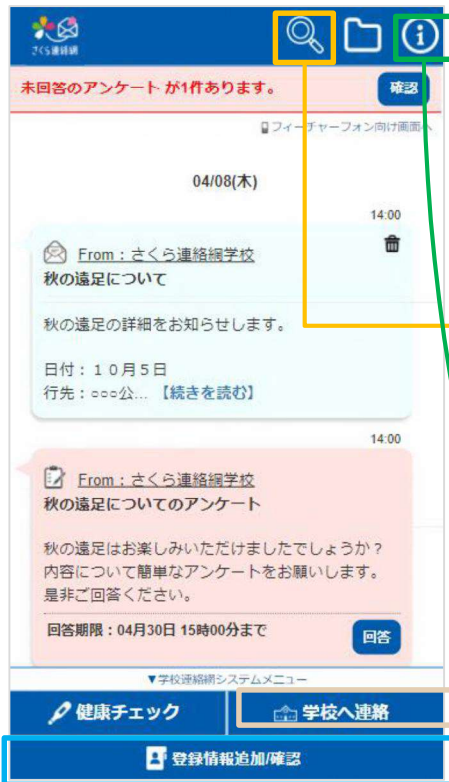 さくら連絡網
未回答のアンケート が1件あります。
確認
フィーチャーフォン向け画面へ
04/08(木)
14:00
From：さくら連絡網学校
秋の遠足について
秋の遠足の詳細をお知らせします。
日付：１０月５日
行先：○○○公... 【続きを読む】
14:00
From：さくら連絡網学校
秋の遠足についてのアンケート
秋の遠足はお楽しみいただけましたでしょうか？
内容について簡単なアンケートをお願いします。
是非ご回答ください。
回答期限：04月30日 15時00分まで
回答
▼学校連絡網システムメニュー
健康チェック
学校へ連絡
登録情報追加/確認